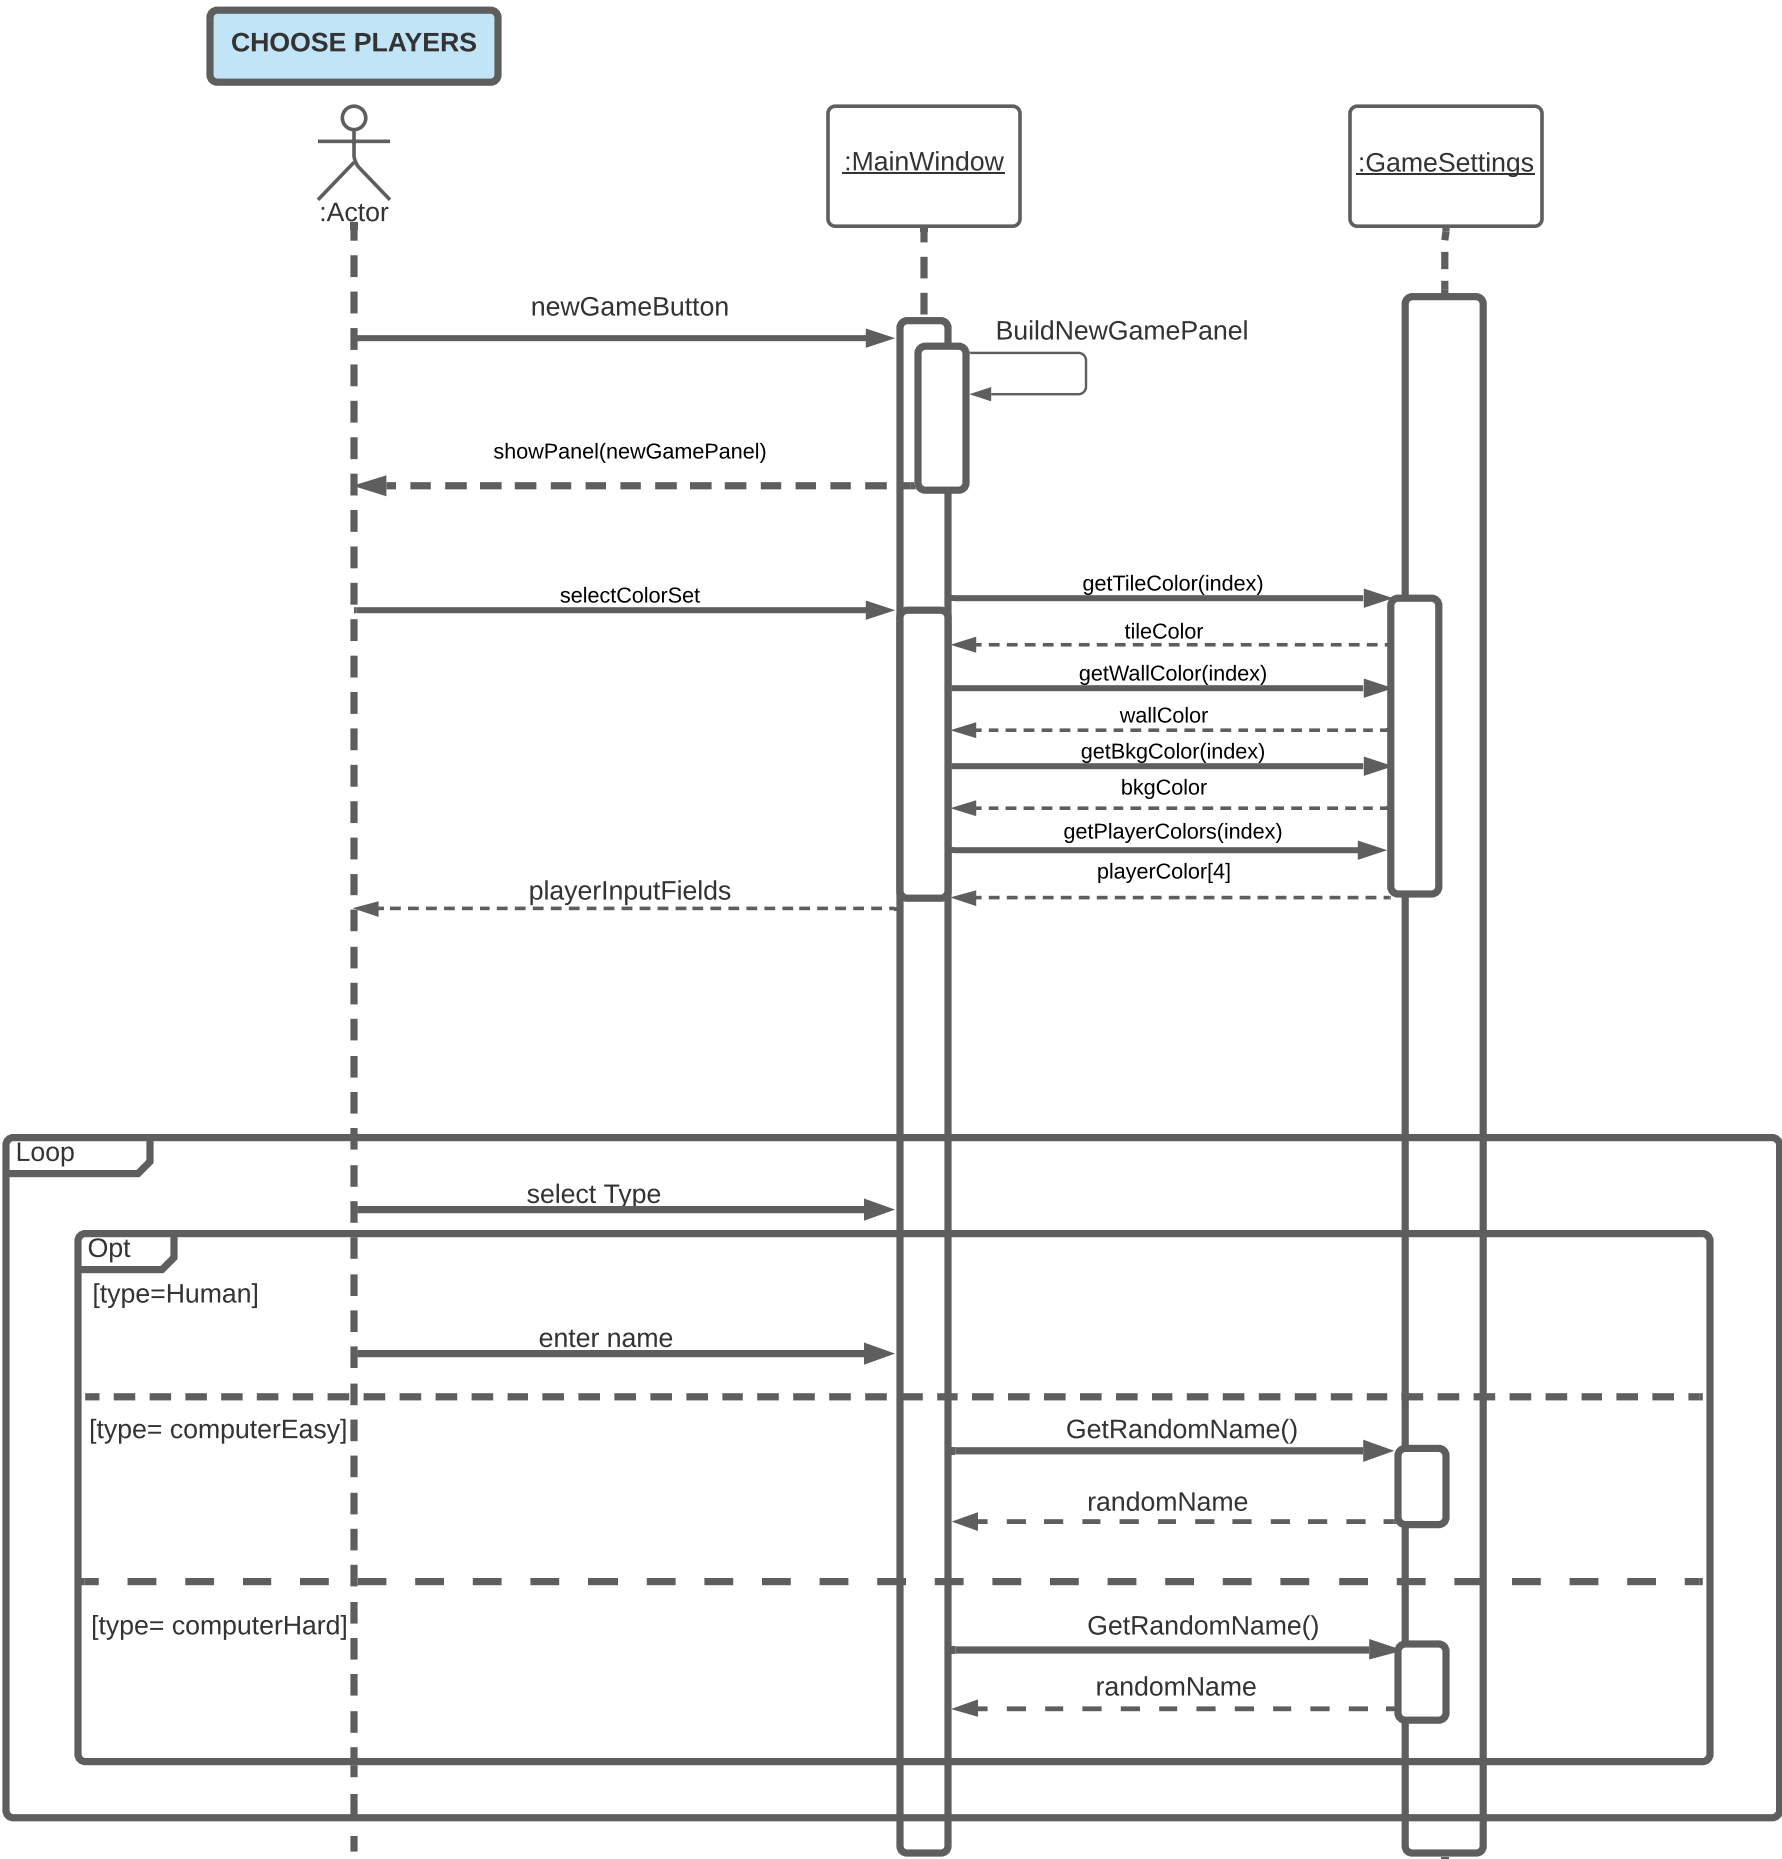 CHOOSE PLAYERS
:Actor
:MainWindow
:GameSettings
newGameButton
BuildNewGamePanel
showPanel(newGamePanel)
selectColorSet
getTileColor(index)
tileColor
getWallColor(index)
wallColor
getBkgColor(index)
bkgColor
getPlayerColors(index)
playerColor[4]
playerInputFields
Loop
select Type
Opt
[type=Human]
enter name
[type= computerEasy]
GetRandomName()
randomName
[type= computerHard]
GetRandomName()
randomName